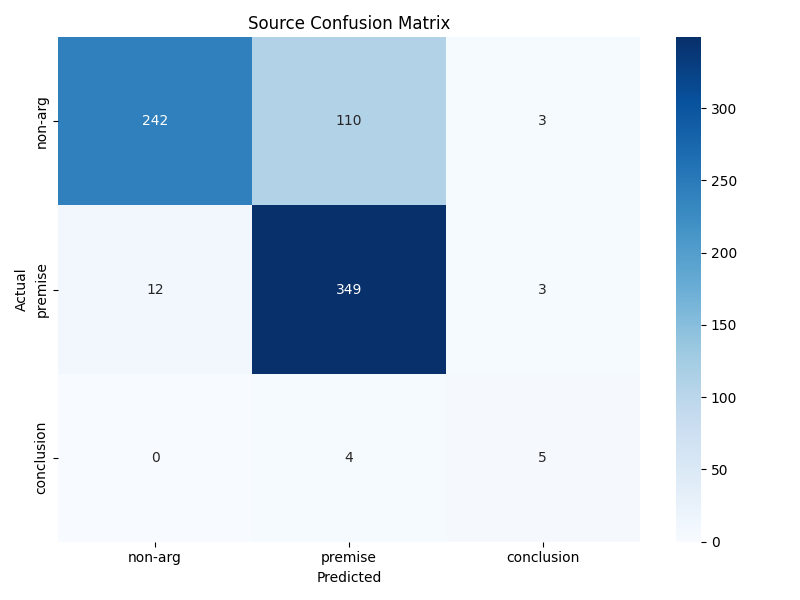 Source Confusion Matrix
non-arg
242
110
3
Actual
premise
12
349
3
conclusion
0
4
5
non-arg
premise
conclusion
Predicted
300
250
200
150
100
50
0